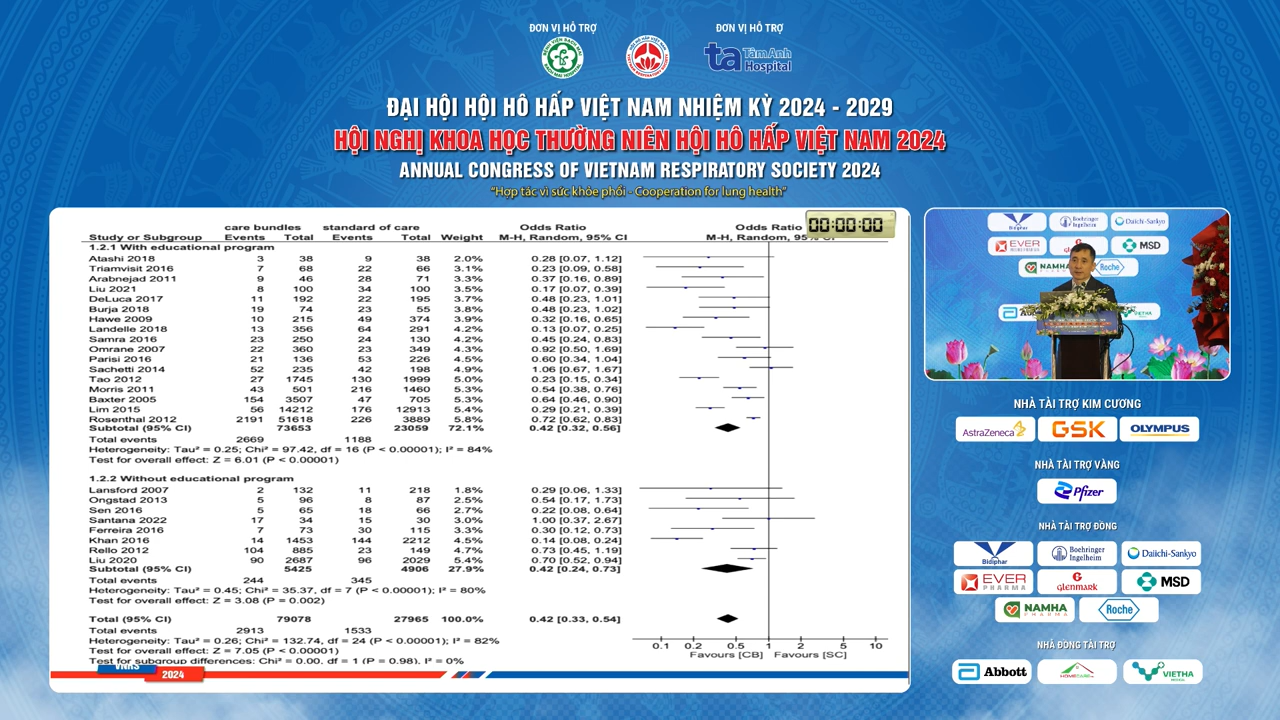 ĐƠN VỊ HỖ TRỢ
ĐƠN VỊ HỖ TRỢ
ta TâmAnh Hospital
ĐẠI HỘI HỘI HÔ HẤP VIỆT NAM NHIỆM KỲ 2024 - 2029
HỘI NGHỊ KHOA HỌC THƯỜNG NIÊN HỘI HÔ HẤP VIỆT NAM 2024
ANNUAL CONGRESS OF VIETNAM RESPIRATORY SOCIETY 2024
“Hợp tác vì sức khỏe phổi - Cooperation for lung health”
00:00:00
care bundles standard of care Odds Ratio Odds Ratio
Study or Subgroup Events Total Events Total Weight M-H, Random, 95% CI M-H, Random, 95% CI
1.2.1 With educational program
Atashi 2018 3 38 9 38 2.0% 0.28 [0.07, 1.12]
Triamvisit 2016 7 68 22 66 3.1% 0.23 [0.09, 0.58]
Arabnejad 2011 9 46 28 71 3.4% 0.37 [0.16, 0.89]
Liu 2021 8 100 34 100 3.5% 0.17 [0.07, 0.39]
DeLuca 2017 11 192 22 195 3.7% 0.48 [0.23, 1.01]
Burja 2018 19 74 23 55 3.8% 0.48 [0.23, 1.02]
Hawe 2009 10 215 49 374 3.9% 0.32 [0.16, 0.65]
Landelle 2018 13 356 64 291 4.2% 0.13 [0.07, 0.25]
Samra 2016 23 250 24 130 4.2% 0.45 [0.24, 0.83]
Omrane 2007 22 360 23 349 4.2% 0.92 [0.50, 1.69]
Parisi 2016 21 136 53 226 4.4% 0.60 [0.34, 1.04]
Sachetti 2014 52 235 42 198 4.8% 1.06 [0.67, 1.67]
Tao 2012 27 1745 130 1999 4.9% 0.23 [0.15, 0.34]
Morris 2011 43 501 216 1460 5.2% 0.54 [0.38, 0.76]
Baxter 2005 154 3507 47 705 5.2% 0.64 [0.46, 0.90]
Lim 2015 56 14212 176 12913 5.4% 0.29 [0.21, 0.39]
Rosenthal 2012 2191 51618 226 3889 5.8% 0.72 [0.62, 0.83]
Subtotal (95% CI) 73653 23059 72.1% 0.42 [0.32, 0.56]
Total events 2669 1188
Heterogeneity: Tau² = 0.25; Chi² = 97.42, df = 16 (P < 0.00001); I² = 84%
Test for overall effect: Z = 6.01 (P < 0.00001)
1.2.2 Without educational program
Lansford 2007 2 132 11 218 1.8% 0.29 [0.06, 1.33]
Ongstad 2013 5 96 8 87 2.5% 0.54 [0.17, 1.73]
Sen 2016 5 65 18 66 2.8% 0.22 [0.08, 0.64]
Santana 2022 17 34 15 30 3.0% 1.00 [0.37, 2.67]
Ferreira 2016 7 73 30 115 3.3% 0.30 [0.12, 0.73]
Khan 2016 14 1453 144 2212 4.4% 0.14 [0.08, 0.24]
Rello 2012 104 885 23 149 4.7% 0.73 [0.45, 1.19]
Liu 2020 90 2687 96 2029 5.4% 0.70 [0.52, 0.94]
Subtotal (95% CI) 5425 4906 27.9% 0.42 [0.24, 0.73]
Total events 244 345
Heterogeneity: Tau² = 0.45; Chi² = 35.37, df = 7 (P < 0.00001); I² = 80%
Test for overall effect: Z = 3.08 (P = 0.002)
Total (95% CI) 79078 27965 100.0% 0.42 [0.33, 0.54]
Total events 2913 1533
Heterogeneity: Tau² = 0.26; Chi² = 132.74, df = 24 (P < 0.00001); I² = 82%
Test for overall effect: Z = 7.05 (P < 0.00001)
Test for subgroup differences: Chi² = 0.00, df = 1 (P = 0.98), I² = 0%
0.1 0.2 0.5 1 2 5 10
Favours [CB] Favours [SC]
2024
Bidiphar
Boehringer Ingelheim
Daiichi-Sankyo
EVER
MSD
NAMHA
Roche
NHÀ TÀI TRỢ KIM CƯƠNG
AstraZeneca
GSK
OLYMPUS
NHÀ TÀI TRỢ VÀNG
Pfizer
NHÀ TÀI TRỢ ĐỒNG
Bidiphar
Boehringer Ingelheim
Daiichi-Sankyo
EVER PHARMA
GLENMARK
MSD
NAMHA PHARMA
Roche
NHÀ ĐỒNG TÀI TRỢ
Abbott
HOMECARE
VIETHA